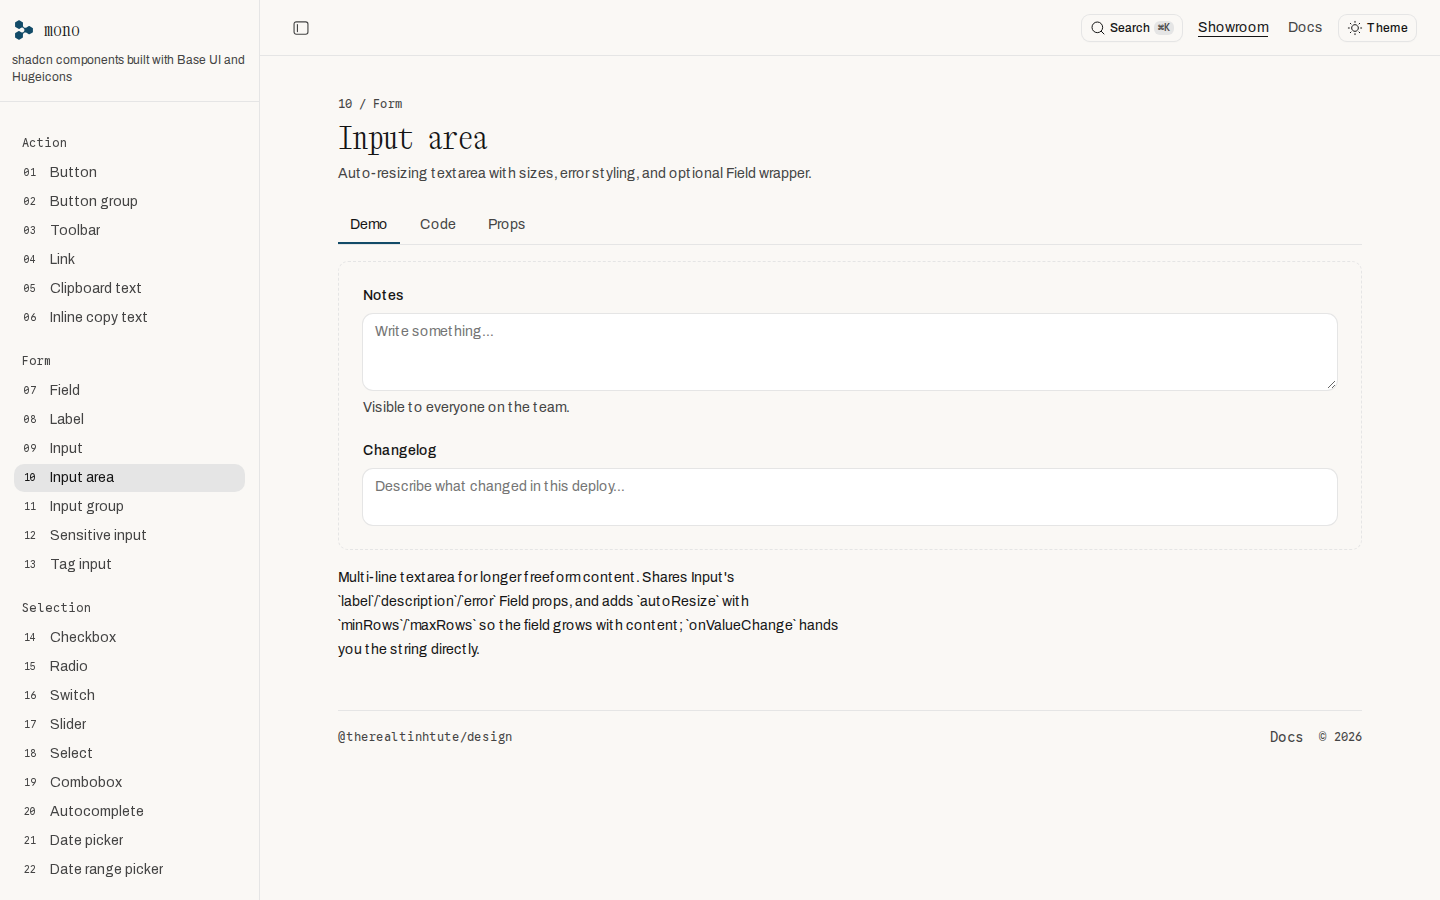 mono
shadcn components built with Base UI and
Hugeicons
Action
01 Button
02 Button group
03 Toolbar
04 Link
05 Clipboard text
06 Inline copy text
Form
07 Field
08 Label
09 Input
10 Input area
11 Input group
12 Sensitive input
13 Tag input
Selection
14 Checkbox
15 Radio
16 Switch
17 Slider
18 Select
19 Combobox
20 Autocomplete
21 Date picker
22 Date range picker
Search ⌘K Showroom Docs Theme
10 / Form
Input area
Auto-resizing textarea with sizes, error styling, and optional Field wrapper.
Demo Code Props
Notes
Write something...
Visible to everyone on the team.
Changelog
Describe what changed in this deploy...
Multi-line textarea for longer freeform content. Shares Input's
`label`/`description`/`error` Field props, and adds `autoResize` with
`minRows`/`maxRows` so the field grows with content; `onValueChange` hands
you the string directly.
@therealtinhtute/design
Docs © 2026